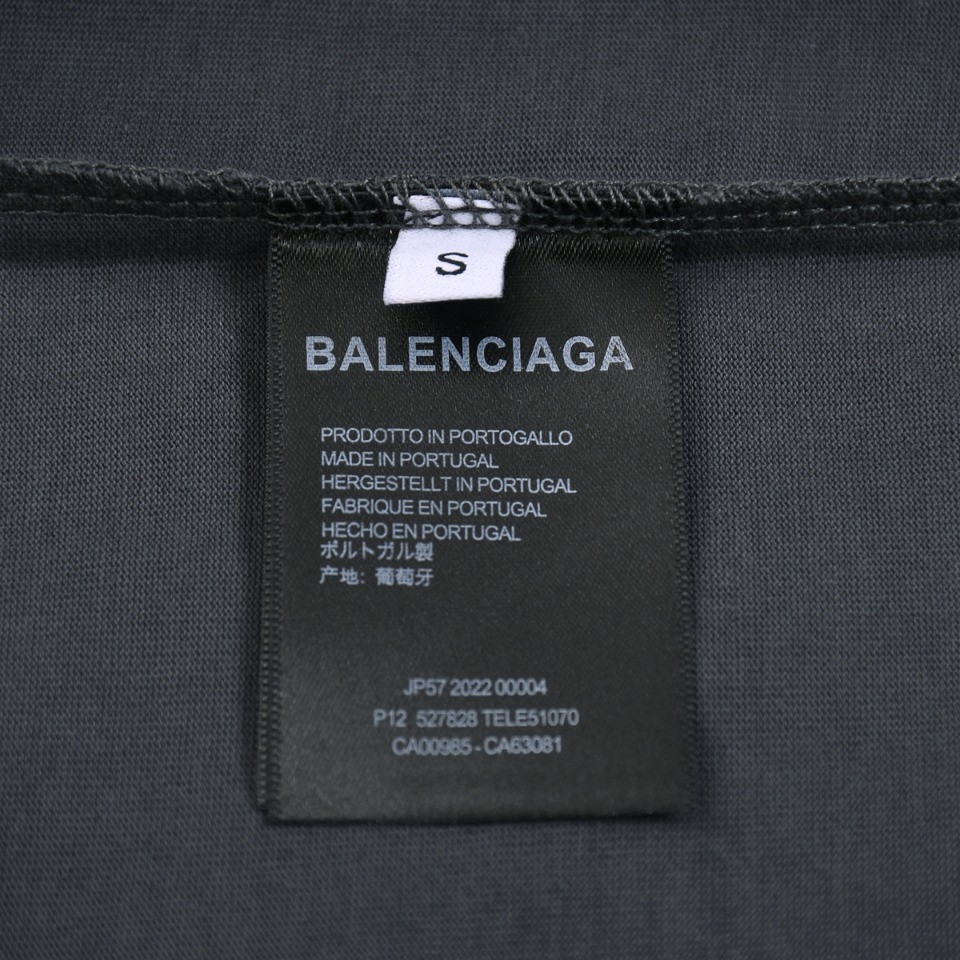 S
BALENCIAGA
PRODOTTO IN PORTOGALLO
MADE IN PORTUGAL
HERGESTELLT IN PORTUGAL
FABRIQUE EN PORTUGAL
HECHO EN PORTUGAL
ポルトガル製
产地: 葡萄牙
JP57 2022 00004
P12 527828 TELE51070
CA00985 - CA63081